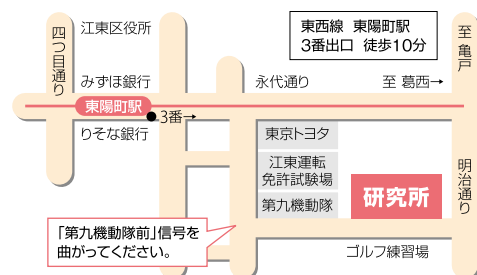 東西線 東陽町駅
3番出口 徒歩10分
四つ目通り
江東区役所
至 亀戸
みずほ銀行
永代通り
至 葛西→
東陽町駅
3番→
りそな銀行
東京トヨタ
江東運転
免許試験場
第九機動隊
研究所
明治通り
「第九機動隊前」信号を
曲がってください。
ゴルフ練習場